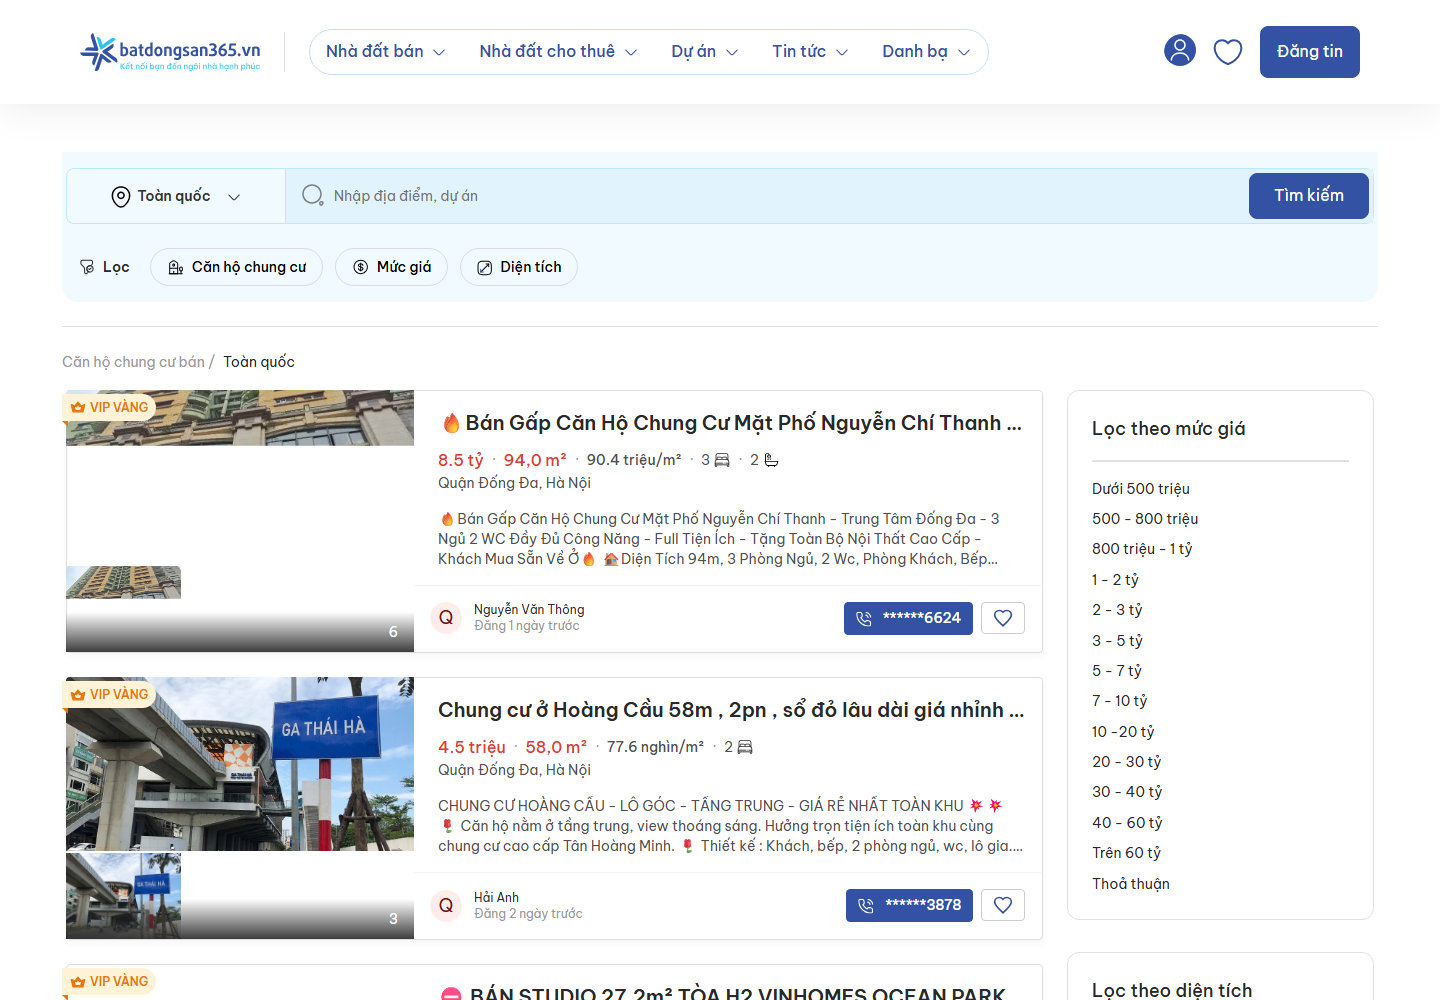 batdongsan365.vn
Kết nối bạn đến ngôi nhà hạnh phúc
Nhà đất bán
Nhà đất cho thuê
Dự án
Tin tức
Danh bạ
Đăng tin
Toàn quốc
Nhập địa điểm, dự án
Tìm kiếm
Lọc
Căn hộ chung cư
Mức giá
Diện tích
Căn hộ chung cư bán / Toàn quốc
VIP VÀNG
6
🔥Bán Gấp Căn Hộ Chung Cư Mặt Phố Nguyễn Chí Thanh ...
8.5 tỷ · 94,0 m² · 90.4 triệu/m² · 3 · 2
Quận Đống Đa, Hà Nội
🔥Bán Gấp Căn Hộ Chung Cư Mặt Phố Nguyễn Chí Thanh - Trung Tâm Đống Đa - 3
Ngủ 2 WC Đầy Đủ Công Năng - Full Tiện Ích - Tặng Toàn Bộ Nội Thất Cao Cấp -
Khách Mua Sẵn Về Ở🔥 🏠Diện Tích 94m, 3 Phòng Ngủ, 2 Wc, Phòng Khách, Bếp...
Q
Nguyễn Văn Thông
Đăng 1 ngày trước
******6624
VIP VÀNG
GA THÁI HÀ
GA THÁI HÀ
GA THÁI HÀ
3
Chung cư ở Hoàng Cầu 58m , 2pn , sổ đỏ lâu dài giá nhỉnh ...
4.5 triệu · 58,0 m² · 77.6 nghìn/m² · 2
Quận Đống Đa, Hà Nội
CHUNG CƯ HOÀNG CẦU - LÔ GÓC - TẦNG TRUNG - GIÁ RẺ NHẤT TOÀN KHU 💥 💥
🌷 Căn hộ nằm ở tầng trung, view thoáng sáng. Hưởng trọn tiện ích toàn khu cùng
chung cư cao cấp Tân Hoàng Minh. 🌷 Thiết kế : Khách, bếp, 2 phòng ngủ, wc, lô gia....
Q
Hải Anh
Đăng 2 ngày trước
******3878
VIP VÀNG
⛔ BÁN STUDIO 27,2m² TÒA H2 VINHOMES OCEAN PARK
Lọc theo mức giá
Dưới 500 triệu
500 - 800 triệu
800 triệu - 1 tỷ
1 - 2 tỷ
2 - 3 tỷ
3 - 5 tỷ
5 - 7 tỷ
7 - 10 tỷ
10 -20 tỷ
20 - 30 tỷ
30 - 40 tỷ
40 - 60 tỷ
Trên 60 tỷ
Thoả thuận
Lọc theo diện tích